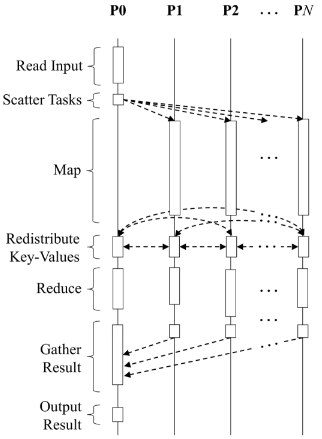 P0 P1 P2 ... PN
Read Input
Scatter Tasks
...
...
Map
...
Redistribute
Key-Values
...
Reduce
...
...
Gather
Result
...
Output
Result